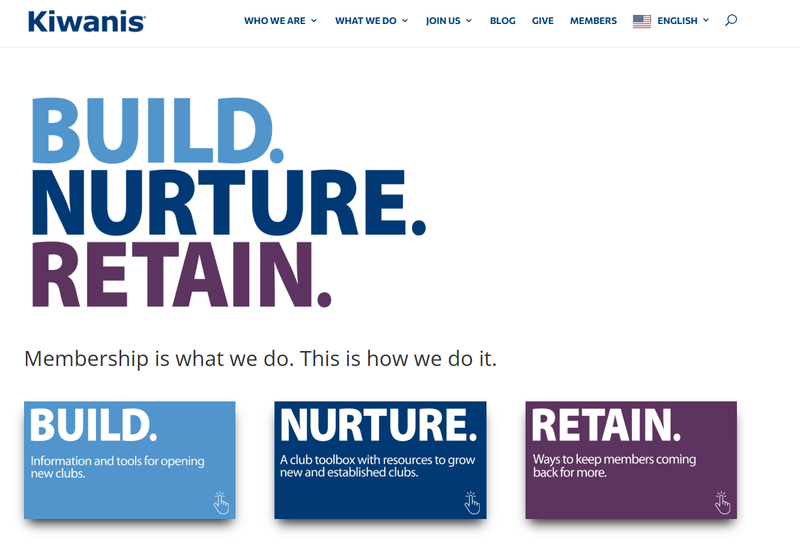 Kiwanis®
WHO WE ARE
WHAT WE DO
JOIN US
BLOG
GIVE
MEMBERS
ENGLISH
BUILD.
NURTURE.
RETAIN.
Membership is what we do. This is how we do it.
BUILD.
Information and tools for opening
new clubs.
NURTURE.
A club toolbox with resources to grow
new and established clubs.
RETAIN.
Ways to keep members coming
back for more.